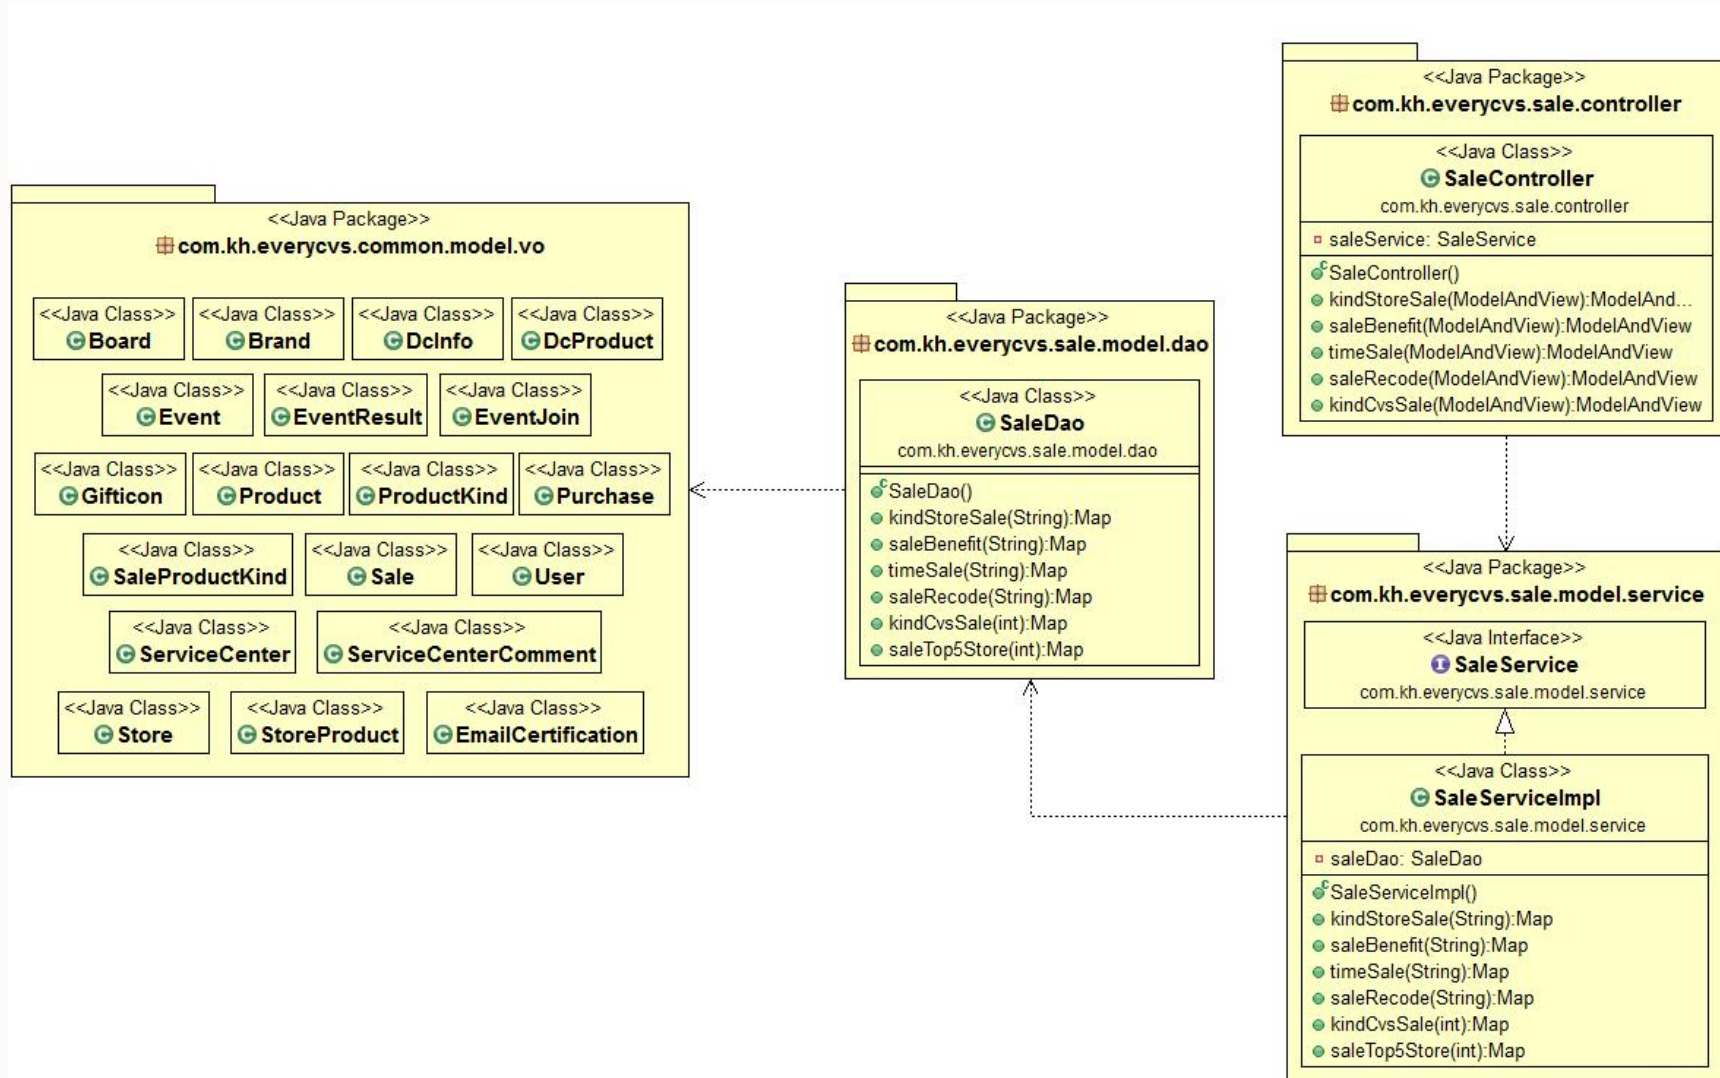 <<Java Package>>
com.kh.everycvs.common.model.vo
<<Java Class>> <<Java Class>> <<Java Class>> <<Java Class>>
Board Brand DcInfo DcProduct
<<Java Class>> <<Java Class>> <<Java Class>>
Event EventResult EventJoin
<<Java Class>> <<Java Class>> <<Java Class>> <<Java Class>>
Gifticon Product ProductKind Purchase
<<Java Class>> <<Java Class>> <<Java Class>>
SaleProductKind Sale User
<<Java Class>> <<Java Class>>
ServiceCenter ServiceCenterComment
<<Java Class>> <<Java Class>> <<Java Class>>
Store StoreProduct EmailCertification
<<Java Package>>
com.kh.everycvs.sale.model.dao
<<Java Class>>
SaleDao
com.kh.everycvs.sale.model.dao
SaleDao()
kindStoreSale(String):Map
saleBenefit(String):Map
timeSale(String):Map
saleRecode(String):Map
kindCvsSale(int):Map
saleTop5Store(int):Map
<<Java Package>>
com.kh.everycvs.sale.controller
<<Java Class>>
SaleController
com.kh.everycvs.sale.controller
saleService: SaleService
SaleController()
kindStoreSale(ModelAndView):ModelAnd...
saleBenefit(ModelAndView):ModelAndView
timeSale(ModelAndView):ModelAndView
saleRecode(ModelAndView):ModelAndView
kindCvsSale(ModelAndView):ModelAndView
<<Java Package>>
com.kh.everycvs.sale.model.service
<<Java Interface>>
SaleService
com.kh.everycvs.sale.model.service
<<Java Class>>
SaleServiceImpl
com.kh.everycvs.sale.model.service
saleDao: SaleDao
SaleServiceImpl()
kindStoreSale(String):Map
saleBenefit(String):Map
timeSale(String):Map
saleRecode(String):Map
kindCvsSale(int):Map
saleTop5Store(int):Map